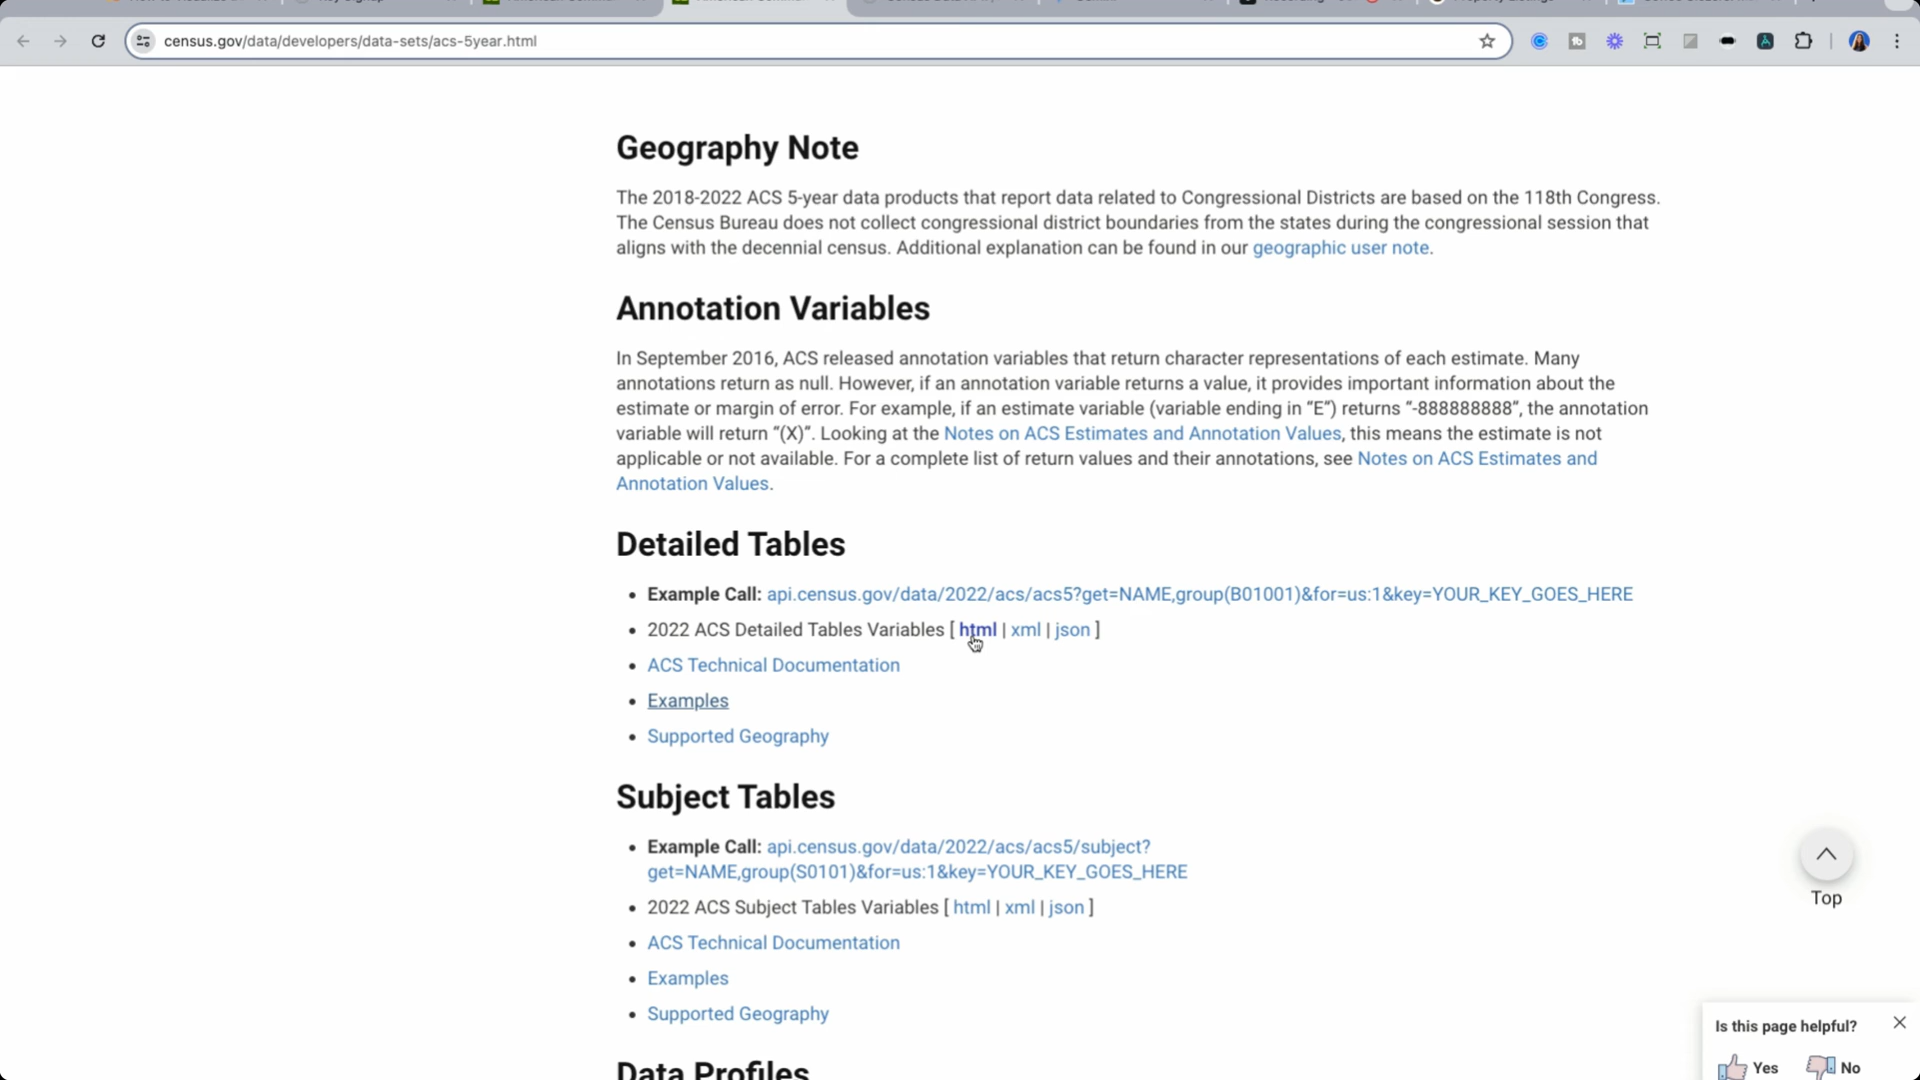 census.gov/data/developers/data-sets/acs-5year.html
Geography Note
The 2018-2022 ACS 5-year data products that report data related to Congressional Districts are based on the 118th Congress.
The Census Bureau does not collect congressional district boundaries from the states during the congressional session that
aligns with the decennial census. Additional explanation can be found in our geographic user note.
Annotation Variables
In September 2016, ACS released annotation variables that return character representations of each estimate. Many
annotations return as null. However, if an annotation variable returns a value, it provides important information about the
estimate or margin of error. For example, if an estimate variable (variable ending in “E”) returns “-888888888”, the annotation
variable will return “(X)”. Looking at the Notes on ACS Estimates and Annotation Values, this means the estimate is not
applicable or not available. For a complete list of return values and their annotations, see Notes on ACS Estimates and
Annotation Values.
Detailed Tables
• Example Call: api.census.gov/data/2022/acs/acs5?get=NAME,group(B01001)&for=us:1&key=YOUR_KEY_GOES_HERE
• 2022 ACS Detailed Tables Variables [ html | xml | json ]
• ACS Technical Documentation
• Examples
• Supported Geography
Subject Tables
• Example Call: api.census.gov/data/2022/acs/acs5/subject?
get=NAME,group(S0101)&for=us:1&key=YOUR_KEY_GOES_HERE
• 2022 ACS Subject Tables Variables [ html | xml | json ]
• ACS Technical Documentation
• Examples
• Supported Geography
Top
Data Profiles
Is this page helpful?
Yes No